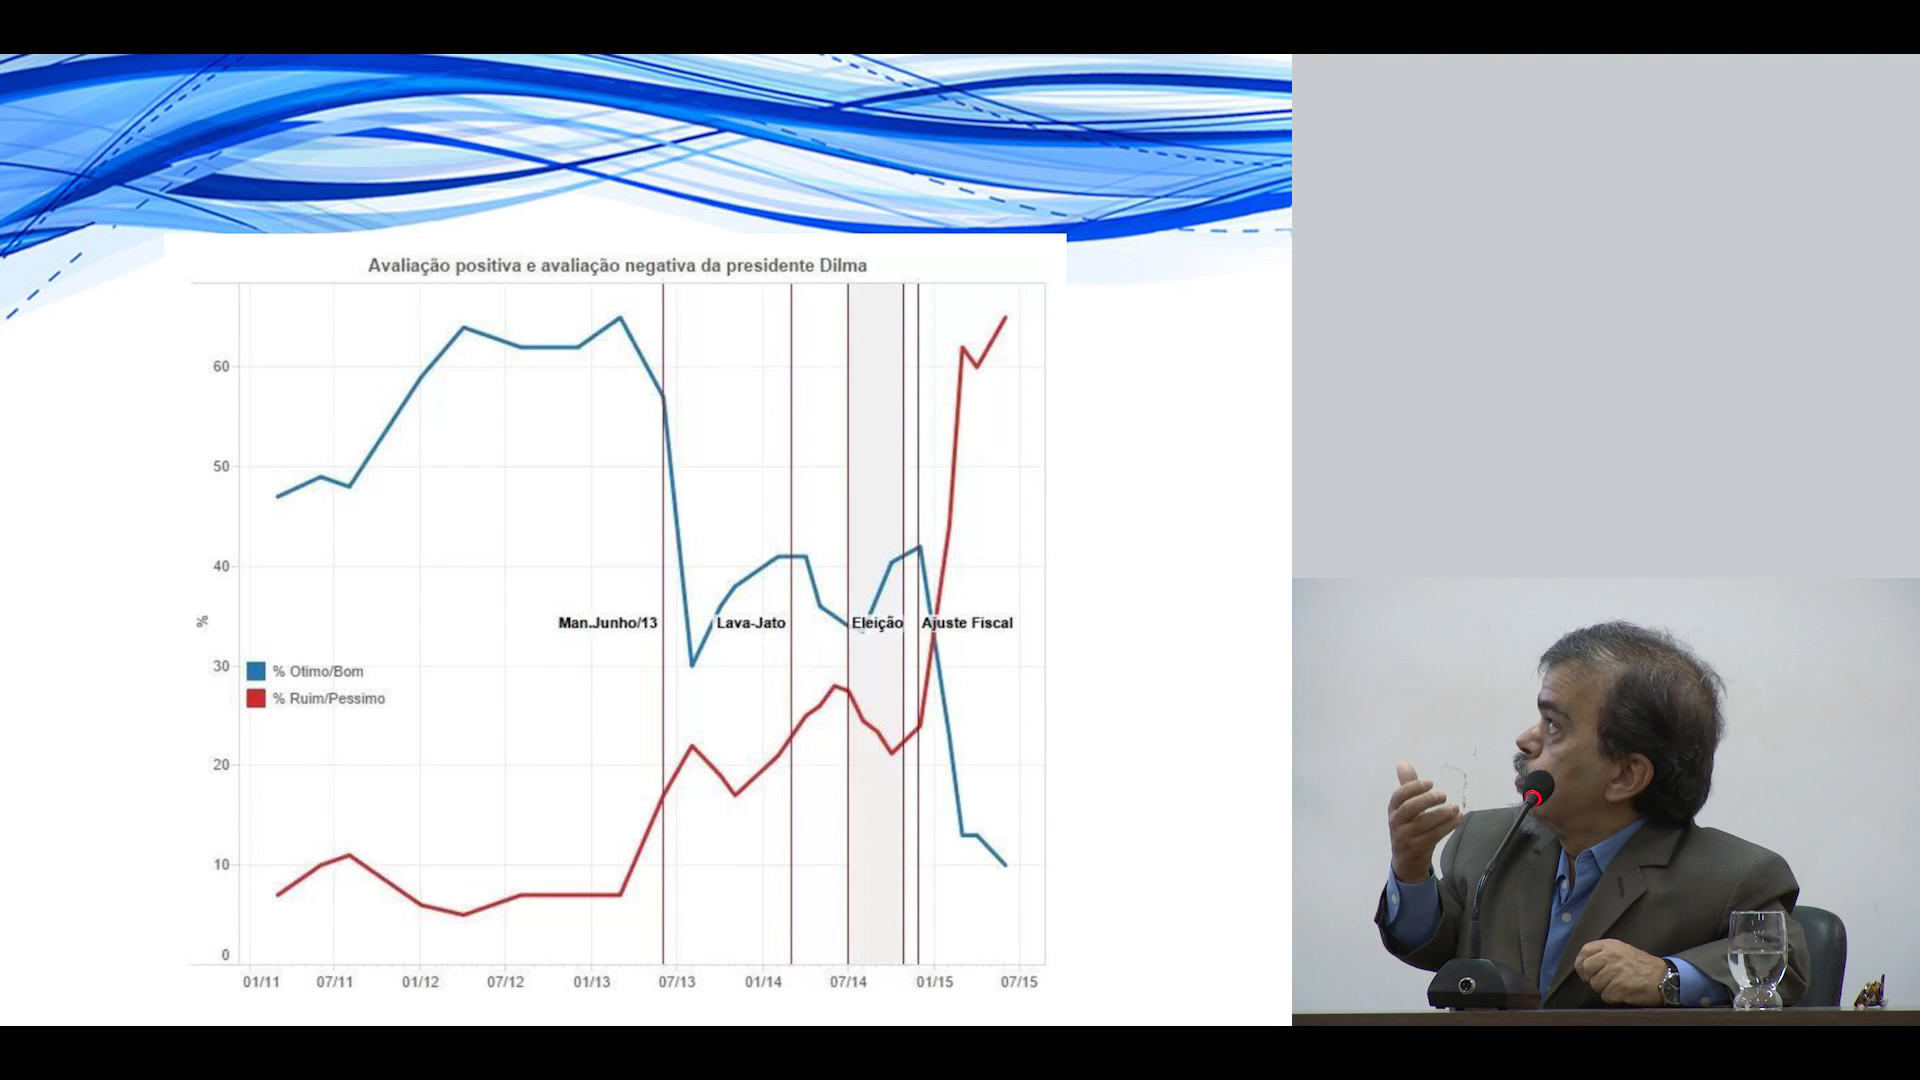 Avaliação positiva e avaliação negativa da presidente Dilma
60
50
40
%
30
20
10
0
Man.Junho/13
Lava-Jato
Eleição
Ajuste Fiscal
% Otimo/Bom
% Ruim/Pessimo
01/11 07/11 01/12 07/12 01/13 07/13 01/14 07/14 01/15 07/15